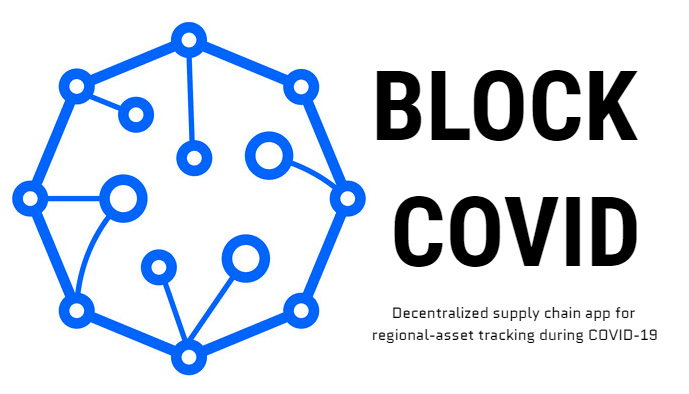 BLOCK
COVID
Decentralized supply chain app for
regional-asset tracking during COVID-19